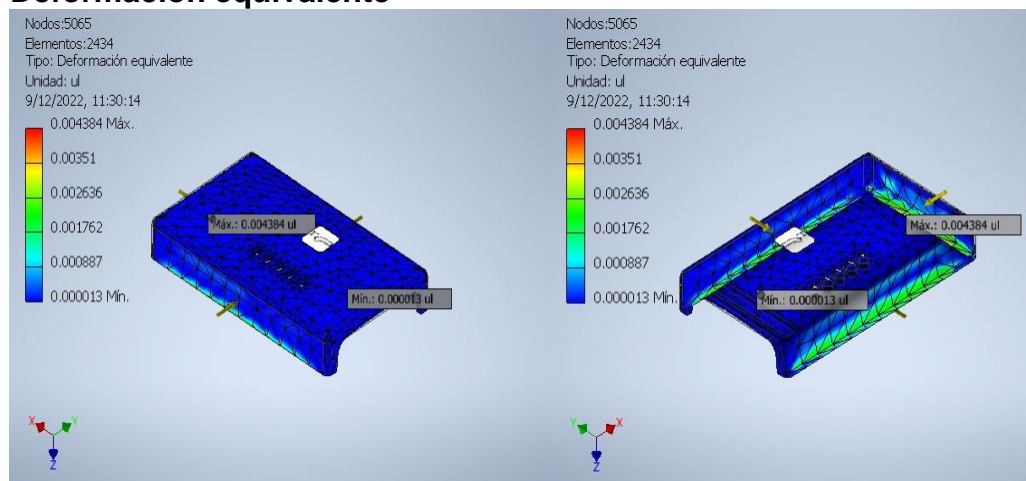 Deformación equivalente
Nodos:5065
Elementos:2434
Tipo: Deformación equivalente
Unidad: ul
9/12/2022, 11:30:14
0.004384 Máx.
0.00351
0.002636
0.001762
0.000887
0.000013 Mín.
Máx.: 0.004384 ul
Mín.: 0.000013 ul
X
Y
Z
Nodos:5065
Elementos:2434
Tipo: Deformación equivalente
Unidad: ul
9/12/2022, 11:30:14
0.004384 Máx.
0.00351
0.002636
0.001762
0.000887
0.000013 Mín.
Máx.: 0.004384 ul
Mín.: 0.000013 ul
Y
X
Z